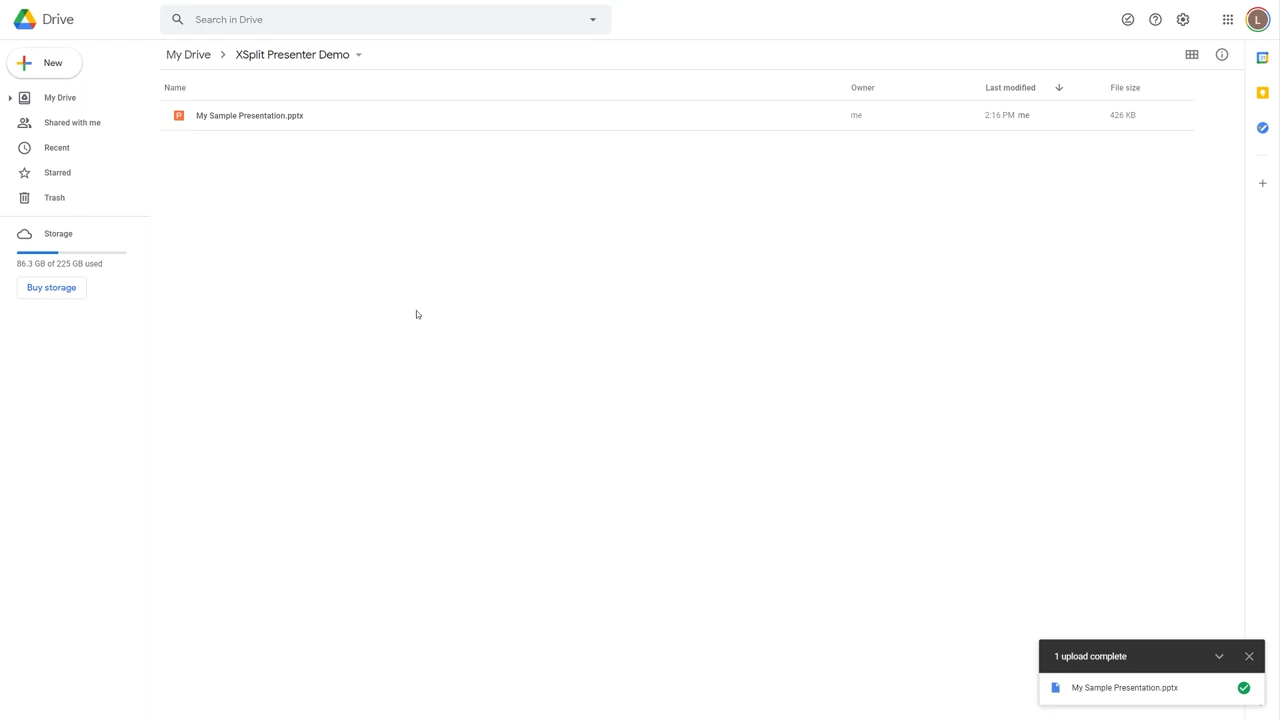 Drive
Search in Drive
L
New
My Drive > XSplit Presenter Demo
My Drive
Shared with me
Recent
Starred
Trash
Storage
86.3 GB of 225 GB used
Buy storage
Name Owner Last modified File size
P My Sample Presentation.pptx me 2:16 PM me 426 KB
1 upload complete
My Sample Presentation.pptx